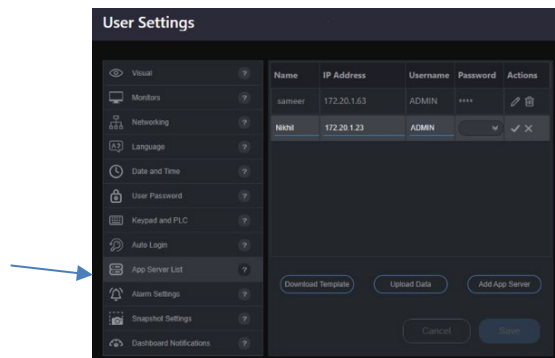 User Settings
Visual ?
Monitors ?
Networking ?
Language ?
Date and Time ?
User Password ?
Keypad and PLC ?
Auto Login ?
App Server List ?
Alarm Settings ?
Snapshot Settings ?
Dashboard Notifications ?
Name IP Address Username Password Actions
sameer 172.20.1.63 ADMIN ****
Nikhil 172.20.1.23 ADMIN
Download Template Upload Data Add App Server
Cancel Save